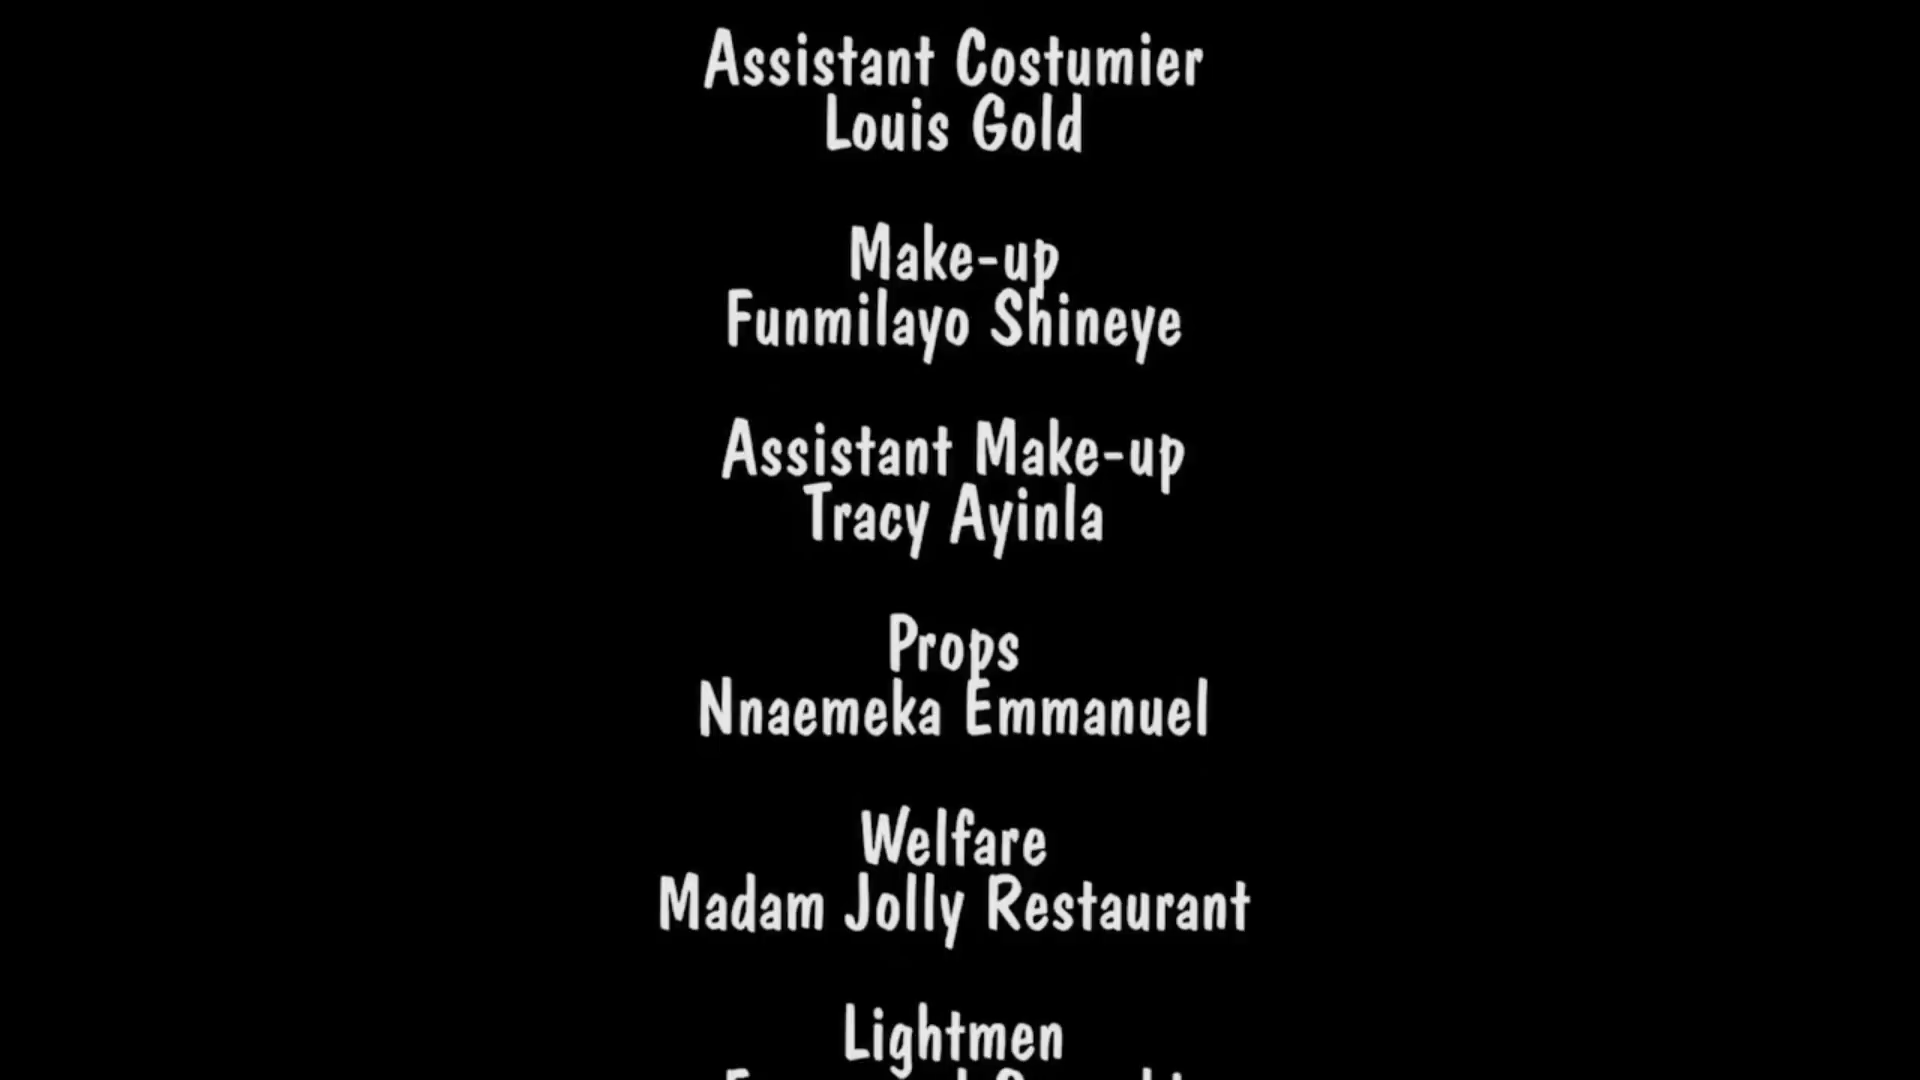 Assistant Costumier
Louis Gold
Make-up
Funmilayo Shineye
Assistant Make-up
Tracy Ayinla
Props
Nnaemeka Emmanuel
Welfare
Madam Jolly Restaurant
Lightmen